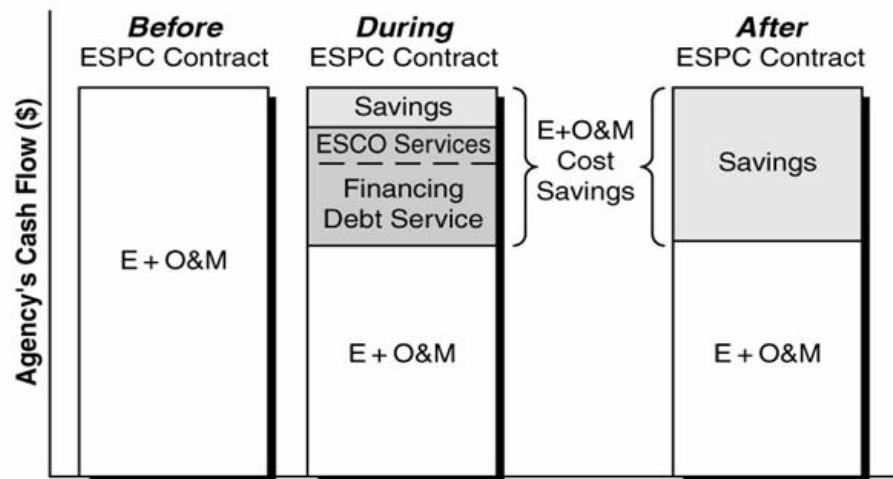 Before
ESPC Contract
During
ESPC Contract
After
ESPC Contract
Agency's Cash Flow ($)
E + O&M
Savings
ESCO Services
Financing
Debt Service
E + O&M
E+O&M
Cost
Savings
Savings
E + O&M